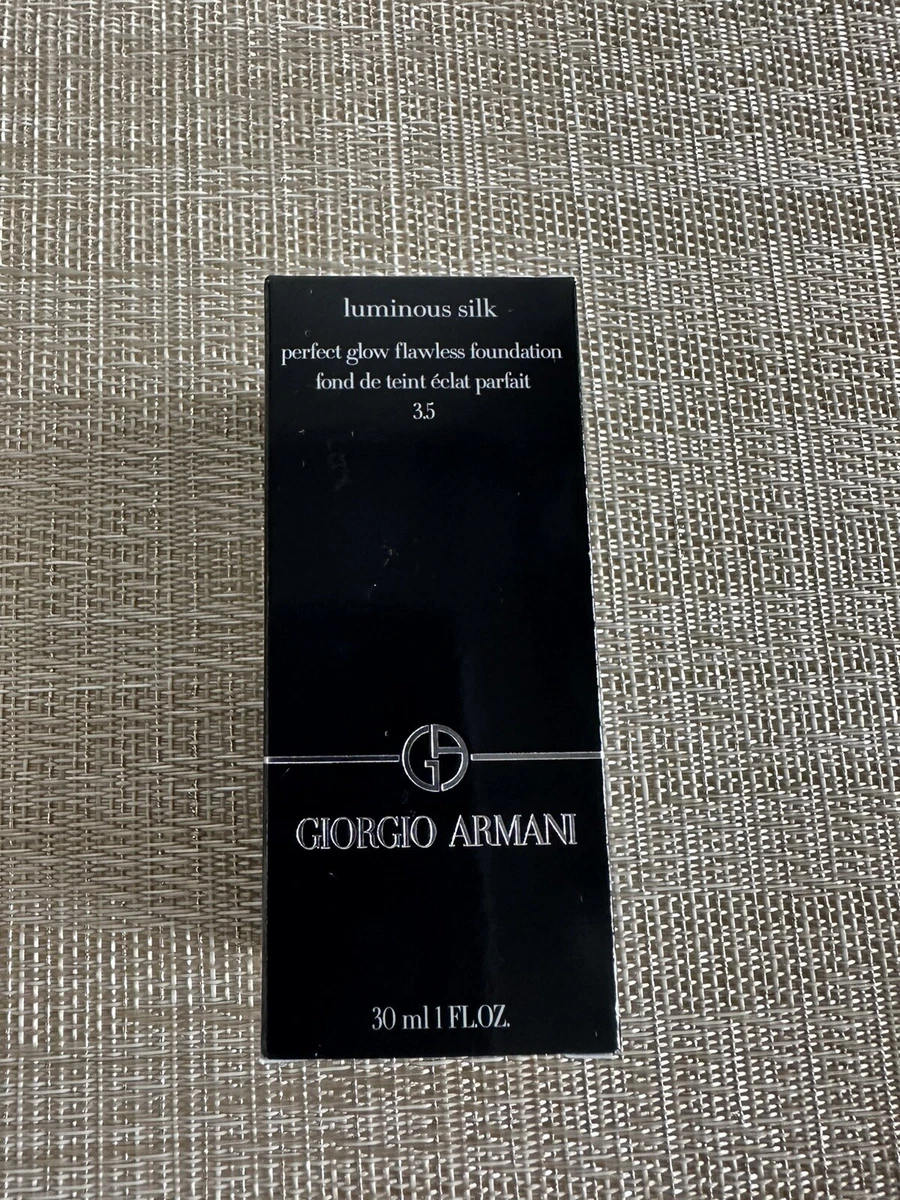 luminous silk
perfect glow flawless foundation
fond de teint éclat parfait
3.5
GA
GIORGIO ARMANI
30 ml 1 FL.OZ.